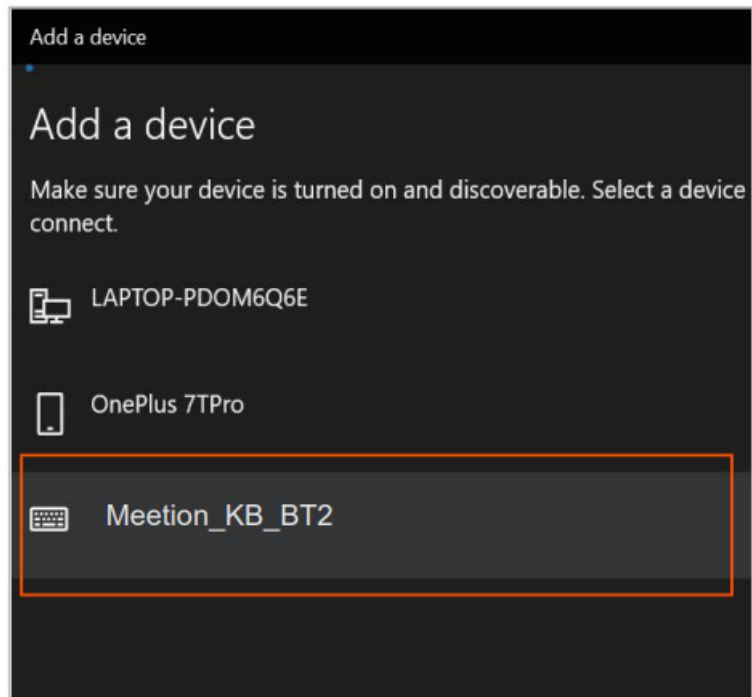 Add a device
Add a device
Make sure your device is turned on and discoverable. Select a device
connect.
LAPTOP-PDOM6Q6E
OnePlus 7TPro
Meetion_KB_BT2